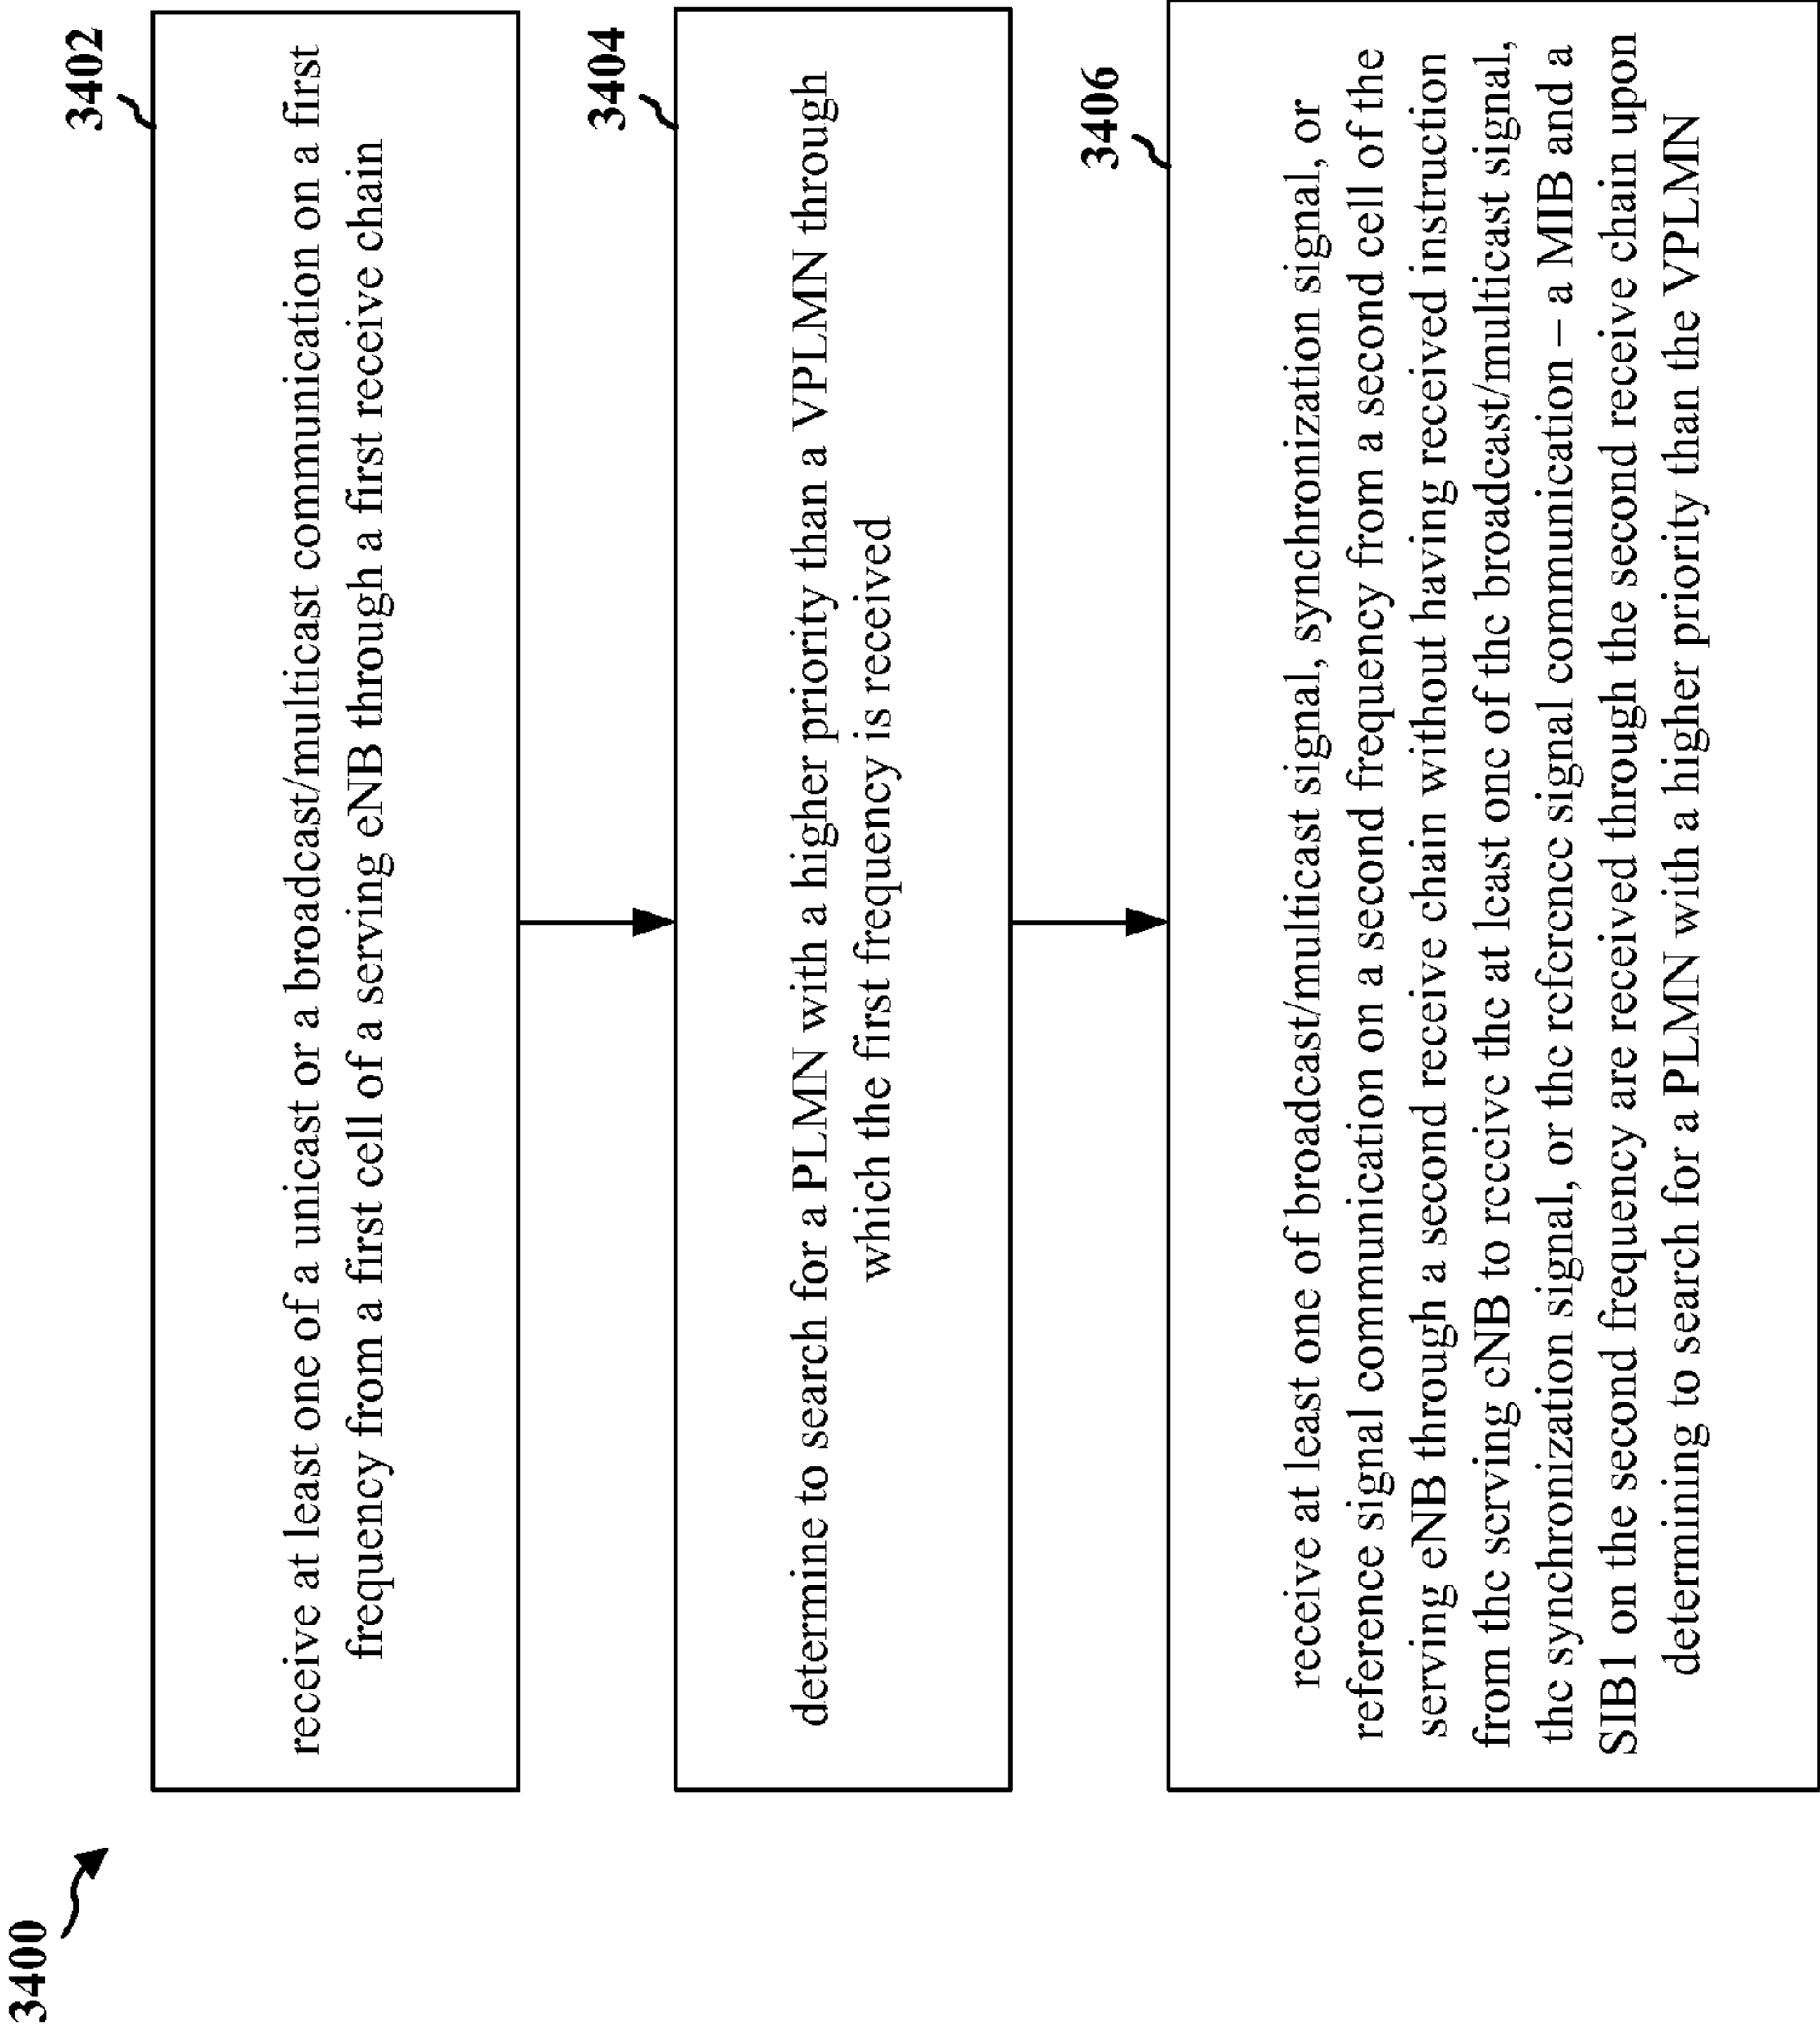 3400
3402
receive at least one of a unicast or a broadcast/multicast communication on a first
frequency from a first cell of a serving eNB through a first receive chain
3404
determine to search for a PLMN with a higher priority than a VPLMN through
which the first frequency is received
3406
receive at least one of broadcast/multicast signal, synchronization signal, or
reference signal communication on a second frequency from a second cell of the
serving eNB through a second receive chain without having received instruction
from the serving eNB to receive the at least one of the broadcast/multicast signal,
the synchronization signal, or the reference signal communication – a MIB and a
SIB1 on the second frequency are received through the second receive chain upon
determining to search for a PLMN with a higher priority than the VPLMN